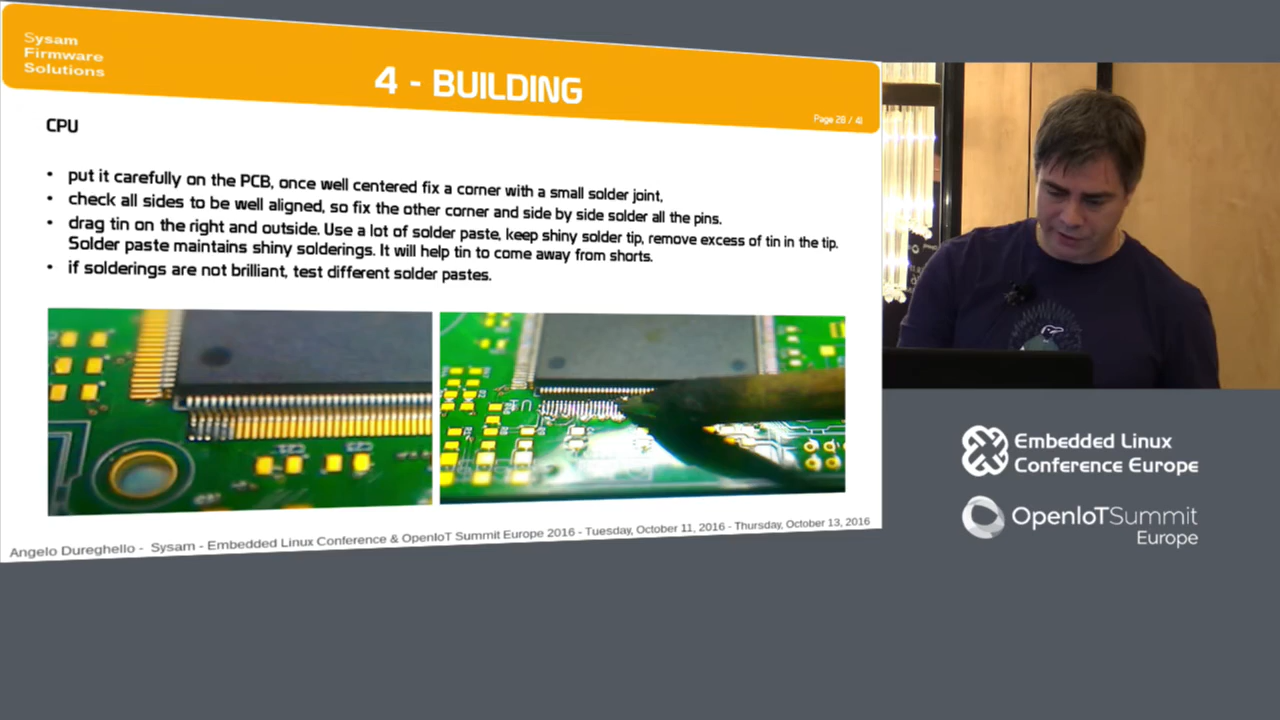 Sysam
Firmware
Solutions
4 - BUILDING
Page 28 / 41
CPU
• put it carefully on the PCB, once well centered fix a corner with a small solder joint,
• check all sides to be well aligned, so fix the other corner and side by side solder all the pins.
• drag tin on the right and outside. Use a lot of solder paste, keep shiny solder tip, remove excess of tin in the tip.
Solder paste maintains shiny solderings. It will help tin to come away from shorts.
• if solderings are not brilliant, test different solder pastes.
Angelo Dureghello - Sysam - Embedded Linux Conference & OpenIoT Summit Europe 2016 - Tuesday, October 11, 2016 - Thursday, October 13, 2016
Embedded Linux
Conference Europe
OpenIoTSummit
Europe